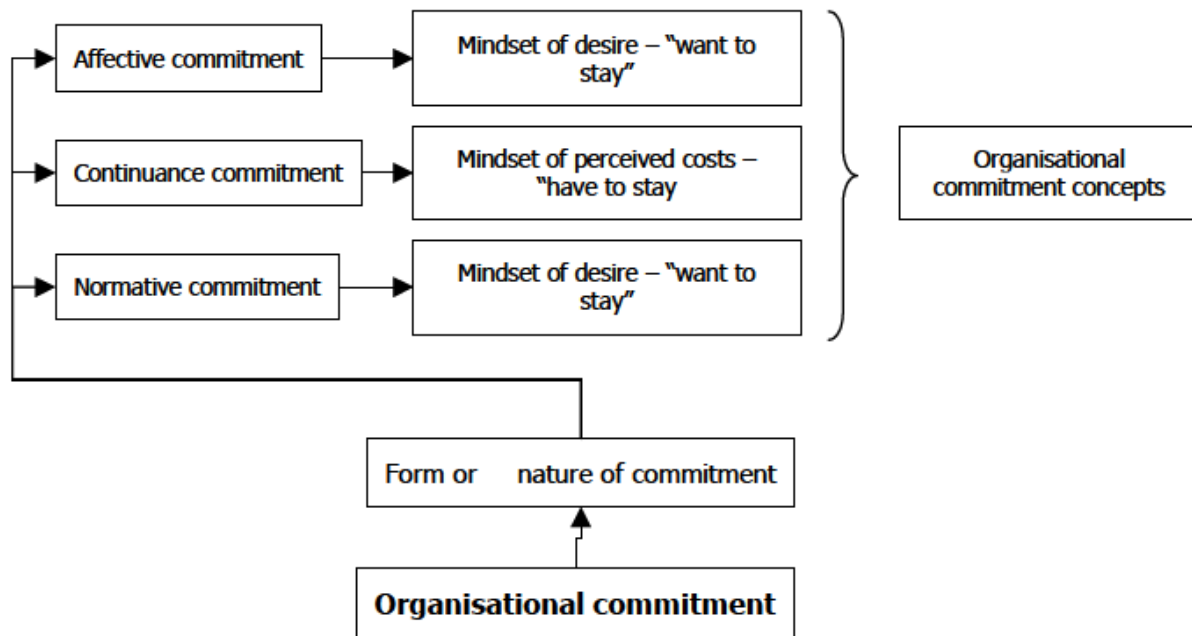 Affective commitment
Mindset of desire – “want to
stay”
Continuance commitment
Mindset of perceived costs –
“have to stay
Organisational
commitment concepts
Normative commitment
Mindset of desire – “want to
stay”
Form or nature of commitment
Organisational commitment